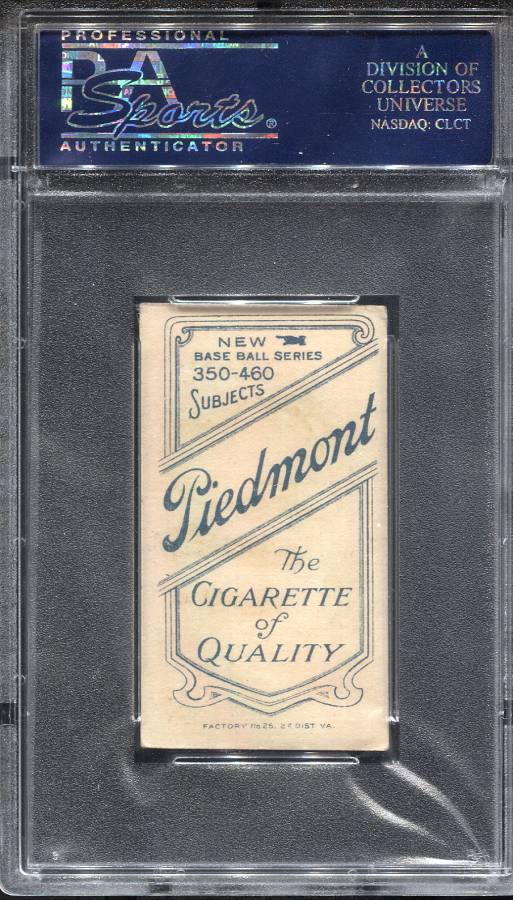 PROFESSIONAL
PSA
Sports®
AUTHENTICATOR
A
DIVISION OF
COLLECTORS
UNIVERSE
NASDAQ: CLCT
NEW
BASE BALL SERIES
350-460
SUBJECTS
Piedmont
The
CIGARETTE
of
QUALITY
FACTORY No 25, 2d DIST. VA.